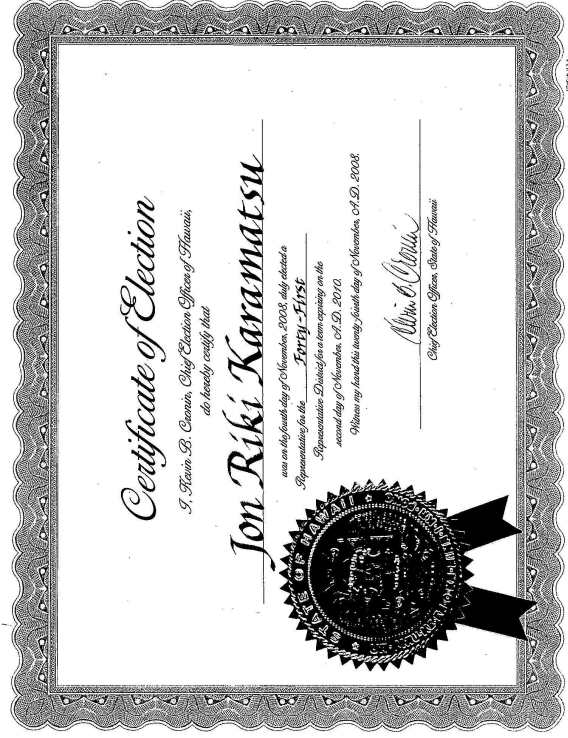 Certificate of Election
I, Kevin B. Cronin, Chief Election Officer of Hawaii,
do hereby certify that
Jon Riki Karamatsu
was on the fourth day of November, 2008, duly elected a
Representative for the Forty-First
Representative District for a term expiring on the
second day of November, A.D. 2010.
Witness my hand this twenty fourth day of November, A.D. 2008.
Chief Election Officer, State of Hawaii
STATE OF HAWAII